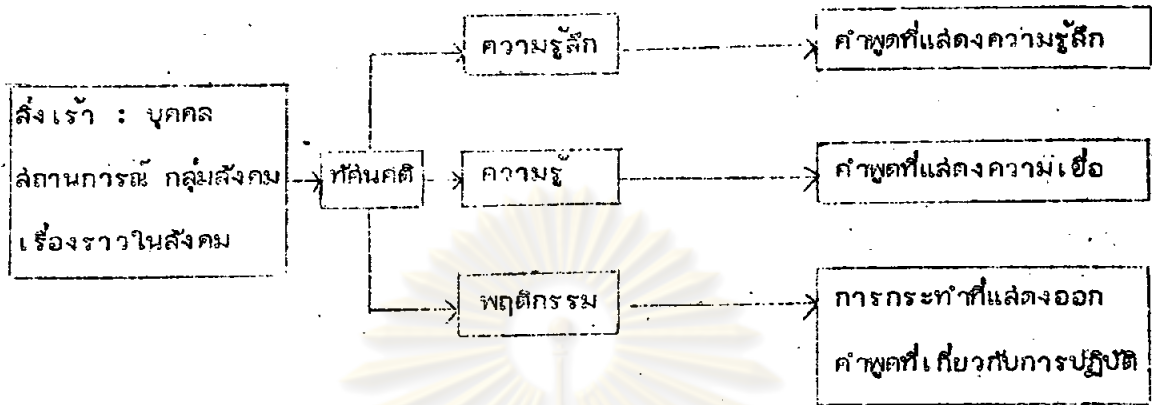 ความรู้สึก
คำพูดที่แสดงความรู้สึก
สิ่งเร้า : บุคคล
สถานการณ์ กลุ่มสังคม
เรื่องราวในสังคม
ทัศนคติ
ความรู้
คำพูดที่แสดงความเชื่อ
พฤติกรรม
การกระทำที่แสดงออก
คำพูดที่เกี่ยวกับการปฏิบัติ